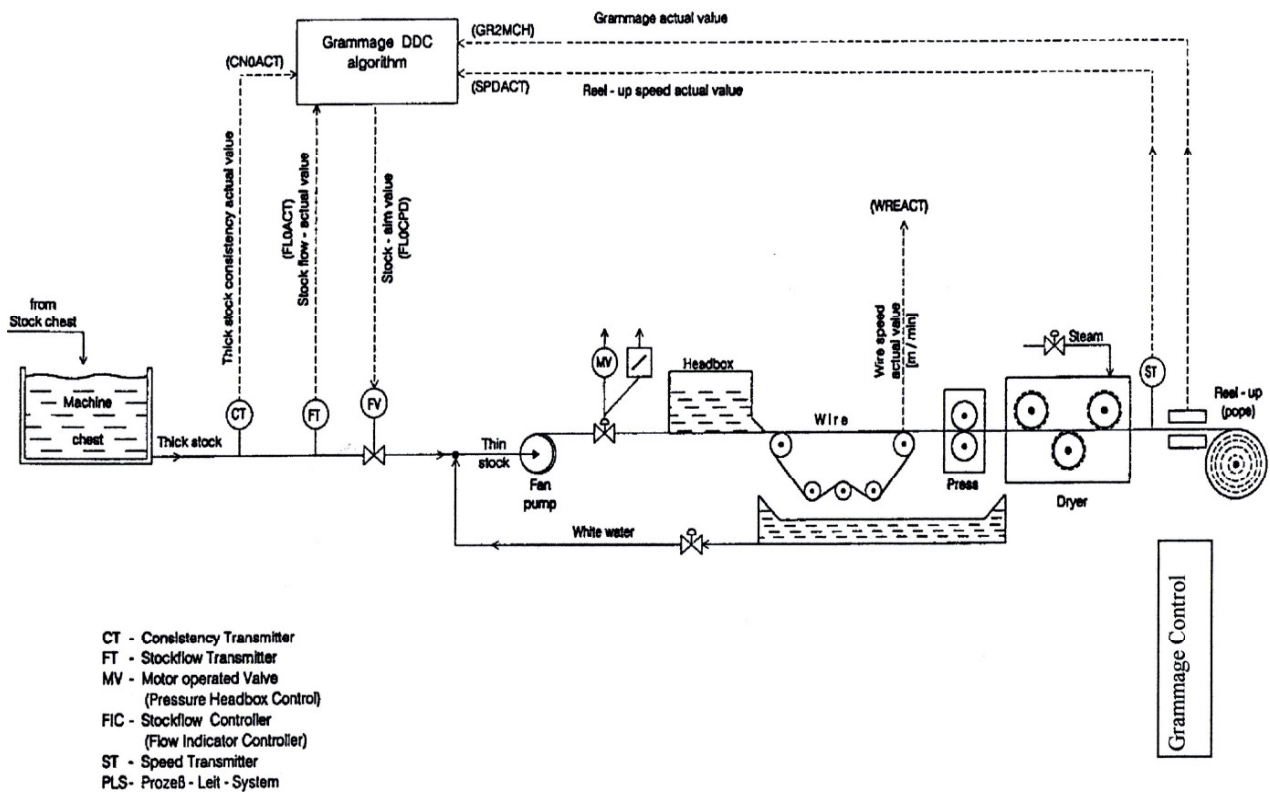 Grammage actual value
(GR2MCH)
Grammage DDC
algorithm
(CN0ACT)
(SPDACT)
Reel - up speed actual value
Thick stock consistency actual value
(FL0ACT)
Stock flow - actual value
Stock - aim value
(FL0CPD)
(WREACT)
Wire speed
actual value
[m / min]
from
Stock chest
Machine
chest
Thick stock
CT
FT
FV
Thin
stock
Fan
pump
MV
Headbox
Wire
Press
Steam
Dryer
ST
Reel - up
(pope)
White water
CT - Consistency Transmitter
FT - Stockflow Transmitter
MV - Motor operated Valve
(Pressure Headbox Control)
FIC - Stockflow Controller
(Flow Indicator Controller)
ST - Speed Transmitter
PLS- Prozeß - Leit - System
Grammage Control